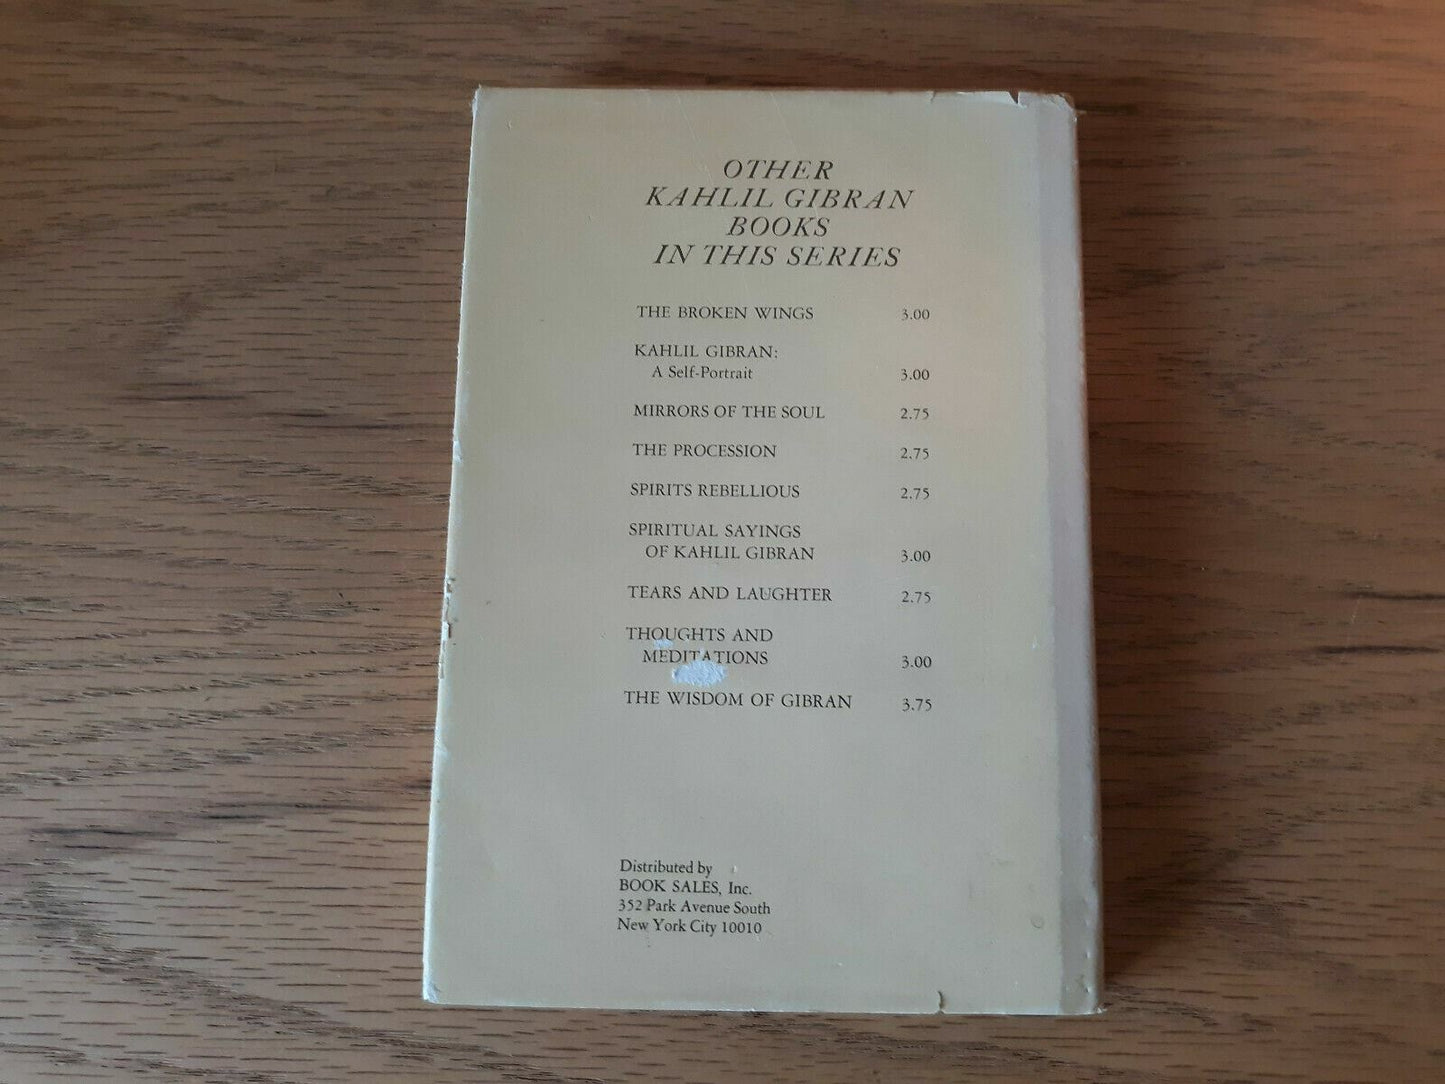 OTHER
KAHLIL GIBRAN
BOOKS
IN THIS SERIES
THE BROKEN WINGS 3.00
KAHLIL GIBRAN:
A Self-Portrait 3.00
MIRRORS OF THE SOUL 2.75
THE PROCESSION 2.75
SPIRITS REBELLIOUS 2.75
SPIRITUAL SAYINGS
OF KAHLIL GIBRAN 3.00
TEARS AND LAUGHTER 2.75
THOUGHTS AND
MEDITATIONS 3.00
THE WISDOM OF GIBRAN 3.75
Distributed by
BOOK SALES, Inc.
352 Park Avenue South
New York City 10010